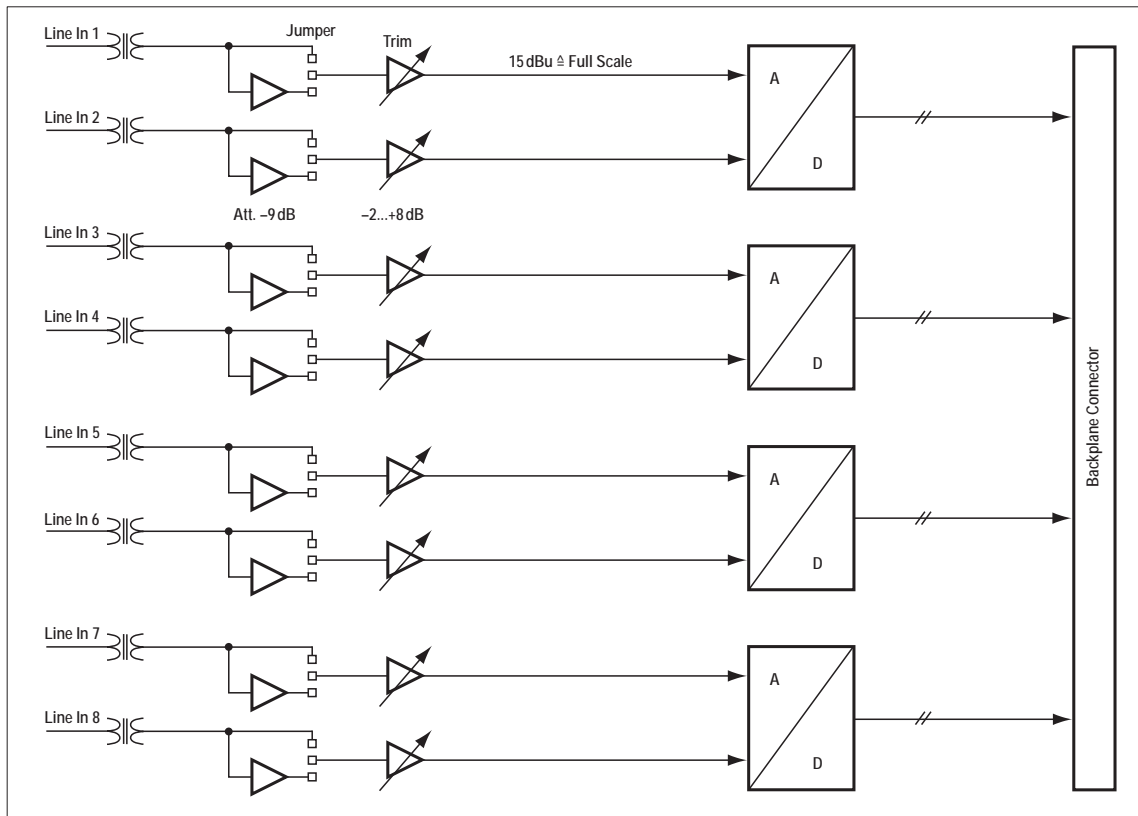 Line In 1
Jumper
Trim
15 dBu ≙ Full Scale
A
D
Line In 2
Att. –9 dB
–2...+8 dB
Line In 3
A
D
Line In 4
Line In 5
A
D
Line In 6
Line In 7
A
D
Line In 8
Backplane Connector